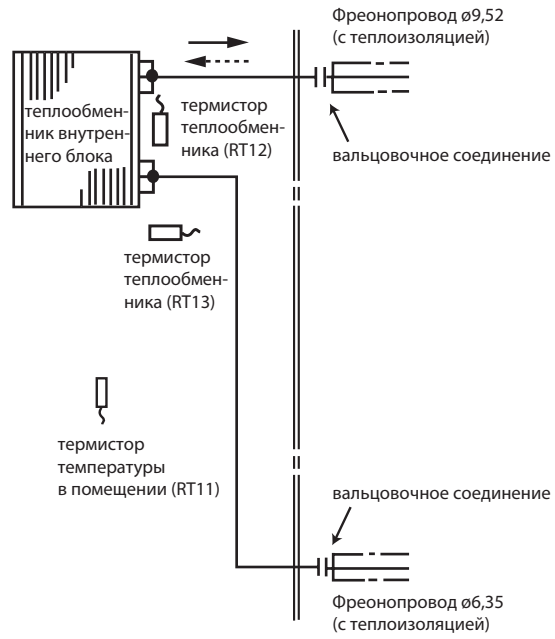 Фреонопровод ø9,52
(с теплоизоляцией)
теплообмен-
ник внутрен-
него блока
термистор
теплообмен-
ника (RT12)
вальцовочное соединение
термистор
теплообмен-
ника (RT13)
термистор
температуры
в помещении (RT11)
вальцовочное соединение
Фреонопровод ø6,35
(с теплоизоляцией)